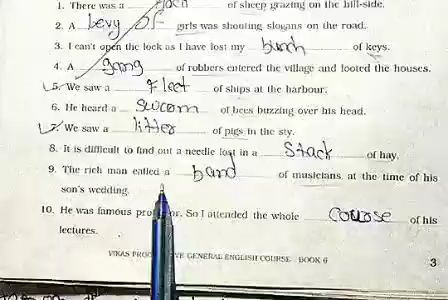 1. There was a flock of sheep grazing on the hill-side.
2. A bevy of girls was shouting slogans on the road.
3. I can't open the lock as I have lost my bunch of keys.
4. A gang of robbers entered the village and looted the houses.
5. We saw a fleet of ships at the harbour.
6. He heard a swarm of bees buzzing over his head.
7. We saw a litter of pigs in the sty.
8. It is difficult to find out a needle lost in a Stack of hay.
9. The rich man called a band of musicians at the time of his
son's wedding.
10. He was famous So I attended the whole course of his
lectures.
VIKAS GENERAL ENGLISH COURSE BOOK 6
3